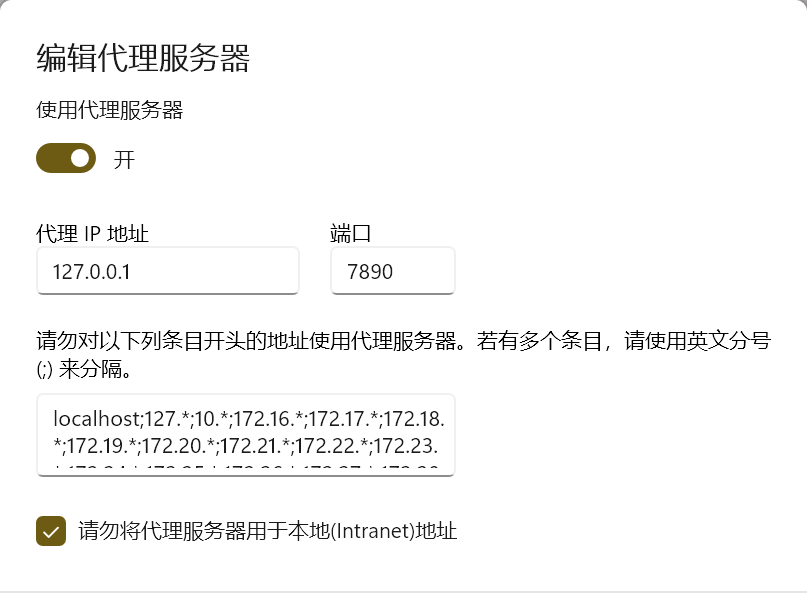 编辑代理服务器
使用代理服务器
开
代理 IP 地址
端口
127.0.0.1
7890
请勿对以下列条目开头的地址使用代理服务器。若有多个条目，请使用英文分号
(;) 来分隔。
localhost;127.*;10.*;172.16.*;172.17.*;172.18.
*;172.19.*;172.20.*;172.21.*;172.22.*;172.23.
请勿将代理服务器用于本地(Intranet)地址